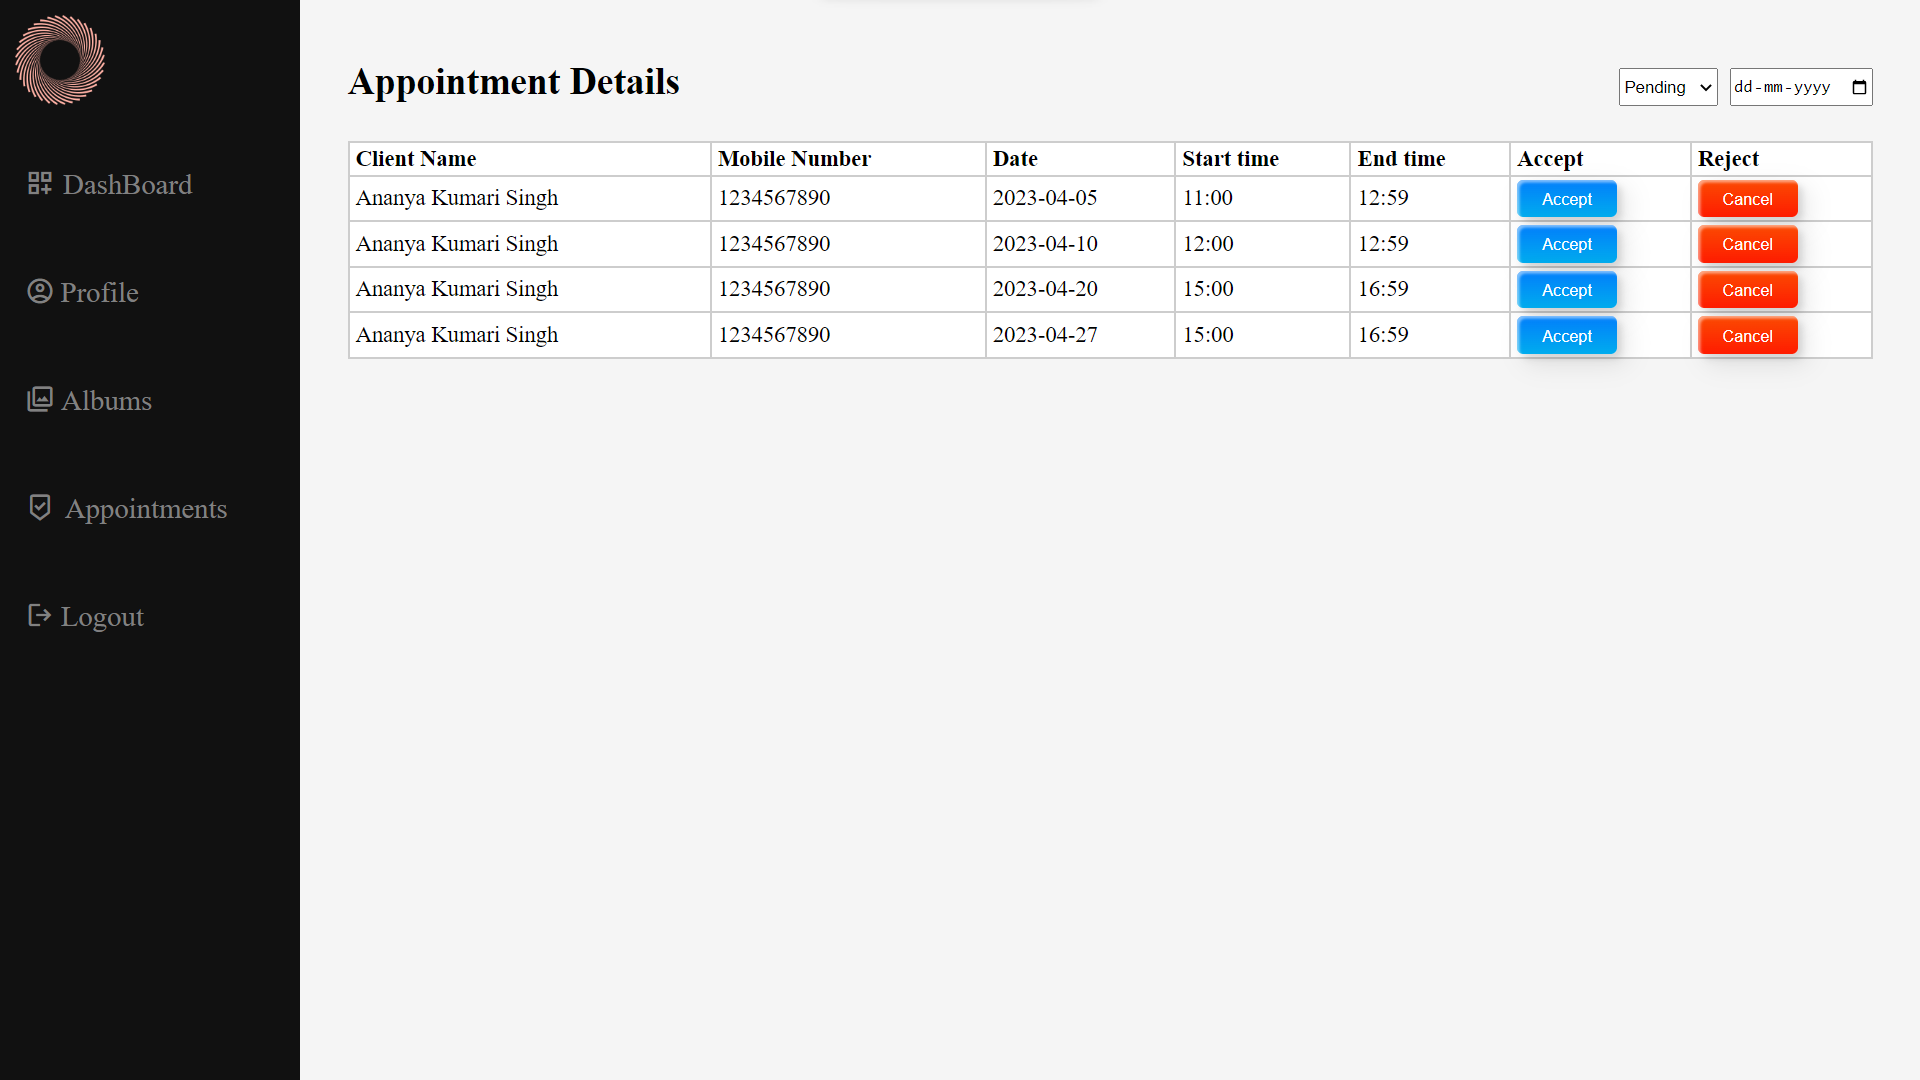 DashBoard
Profile
Albums
Appointments
Logout
Appointment Details
Pending
dd-mm-yyyy
Client Name Mobile Number Date Start time End time Accept Reject
Ananya Kumari Singh 1234567890 2023-04-05 11:00 12:59 Accept Cancel
Ananya Kumari Singh 1234567890 2023-04-10 12:00 12:59 Accept Cancel
Ananya Kumari Singh 1234567890 2023-04-20 15:00 16:59 Accept Cancel
Ananya Kumari Singh 1234567890 2023-04-27 15:00 16:59 Accept Cancel